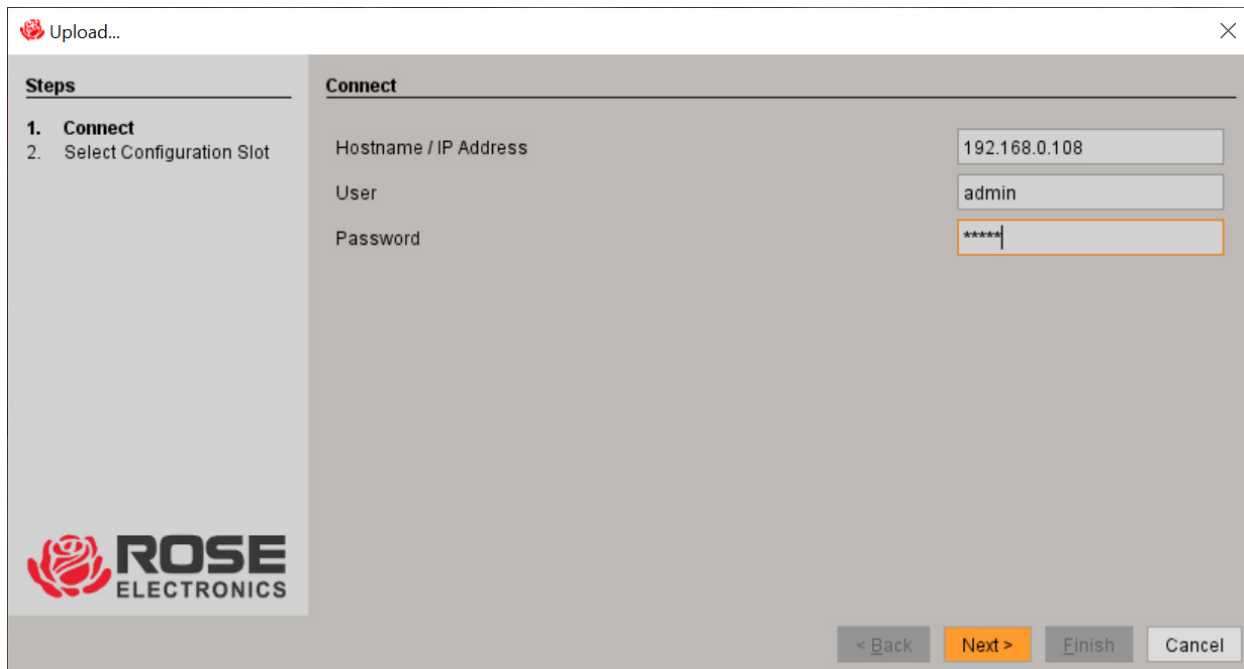 Upload...
Steps
1. Connect
2. Select Configuration Slot
Connect
Hostname / IP Address
192.168.0.108
User
admin
Password
*****
ROSE
ELECTRONICS
< Back
Next >
Finish
Cancel